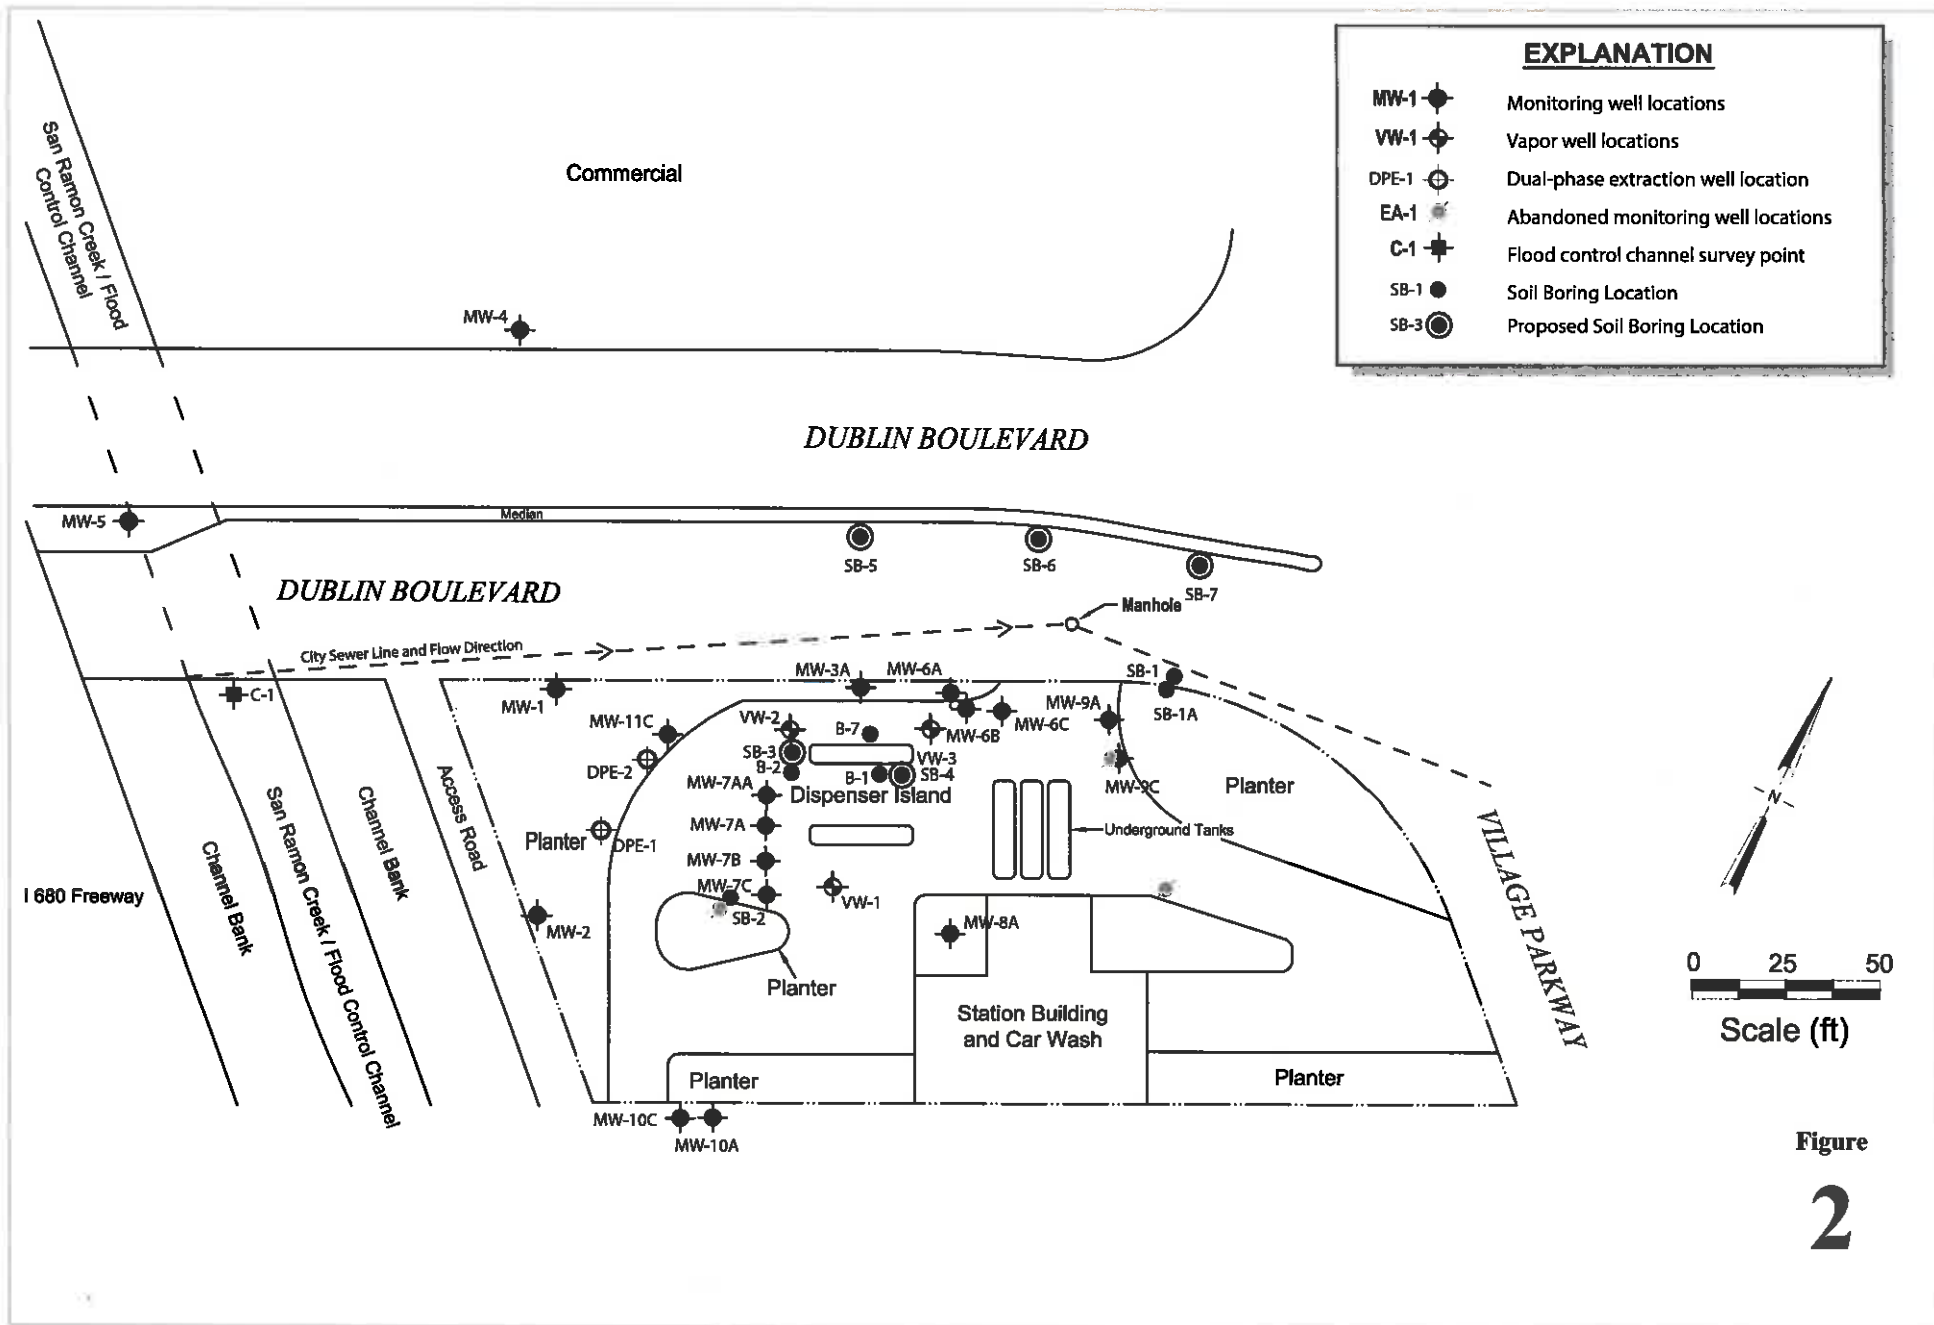 EXPLANATION
MW-1 Monitoring well locations
VW-1 Vapor well locations
DPE-1 Dual-phase extraction well location
EA-1 Abandoned monitoring well locations
C-1 Flood control channel survey point
SB-1 Soil Boring Location
SB-3 Proposed Soil Boring Location
San Ramon Creek / Flood
Control Channel
Commercial
MW-4
DUBLIN BOULEVARD
MW-5
Median
SB-5
SB-6
SB-7
DUBLIN BOULEVARD
Manhole
City Sewer Line and Flow Direction
C-1
MW-1
MW-3A
MW-6A
SB-1
MW-11C
VW-2
B-7
MW-6B
MW-6C
MW-9A
SB-1A
SB-3
VW-3
DPE-2
B-2
B-1
SB-4
MW-7AA
Dispenser Island
MW-9C
Planter
N
Access Road
Channel Bank
San Ramon Creek / Flood Control Channel
Channel Bank
I 680 Freeway
MW-7A
Underground Tanks
Planter
DPE-1
MW-7B
MW-7C
VW-1
SB-2
MW-2
MW-8A
VILLAGE PARKWAY
Planter
Station Building
and Car Wash
0 25 50
Scale (ft)
Planter
Planter
MW-10C
MW-10A
Figure
2